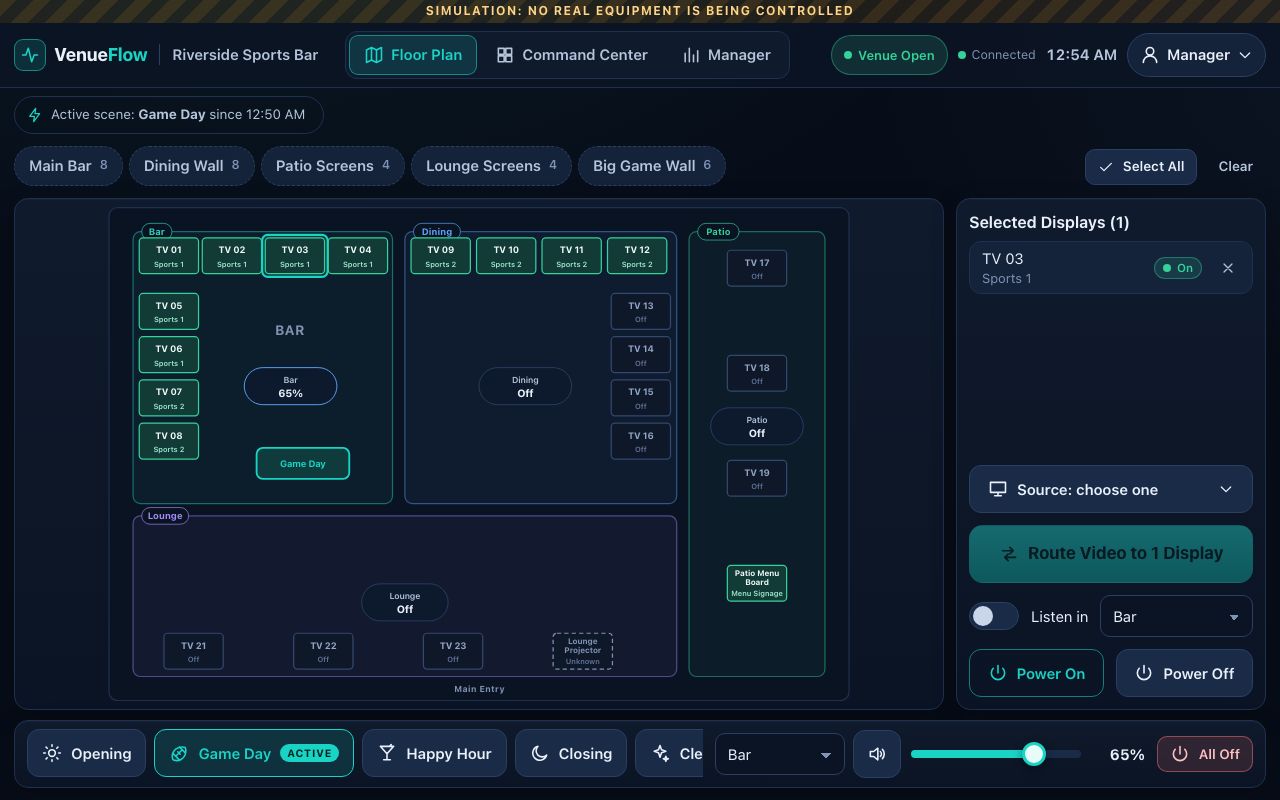 SIMULATION: NO REAL EQUIPMENT IS BEING CONTROLLED
VenueFlow
Riverside Sports Bar
Floor Plan
Command Center
Manager
Venue Open
Connected
12:54 AM
Manager
Active scene: Game Day since 12:50 AM
Main Bar 8
Dining Wall 8
Patio Screens 4
Lounge Screens 4
Big Game Wall 6
Select All
Clear
Bar
TV 01
Sports 1
TV 02
Sports 1
TV 03
Sports 1
TV 04
Sports 1
TV 05
Sports 1
TV 06
Sports 1
TV 07
Sports 2
TV 08
Sports 2
BAR
Bar
65%
Game Day
Dining
TV 09
Sports 2
TV 10
Sports 2
TV 11
Sports 2
TV 12
Sports 2
TV 13
Off
TV 14
Off
TV 15
Off
TV 16
Off
Dining
Off
Patio
TV 17
Off
TV 18
Off
Patio
Off
TV 19
Off
Patio Menu
Board
Menu Signage
Lounge
Lounge
Off
TV 21
Off
TV 22
Off
TV 23
Off
Lounge
Projector
Unknown
Main Entry
Selected Displays (1)
TV 03
Sports 1
On
Source: choose one
Route Video to 1 Display
Listen in
Bar
Power On
Power Off
Opening
Game Day ACTIVE
Happy Hour
Closing
Cle
Bar
65%
All Off